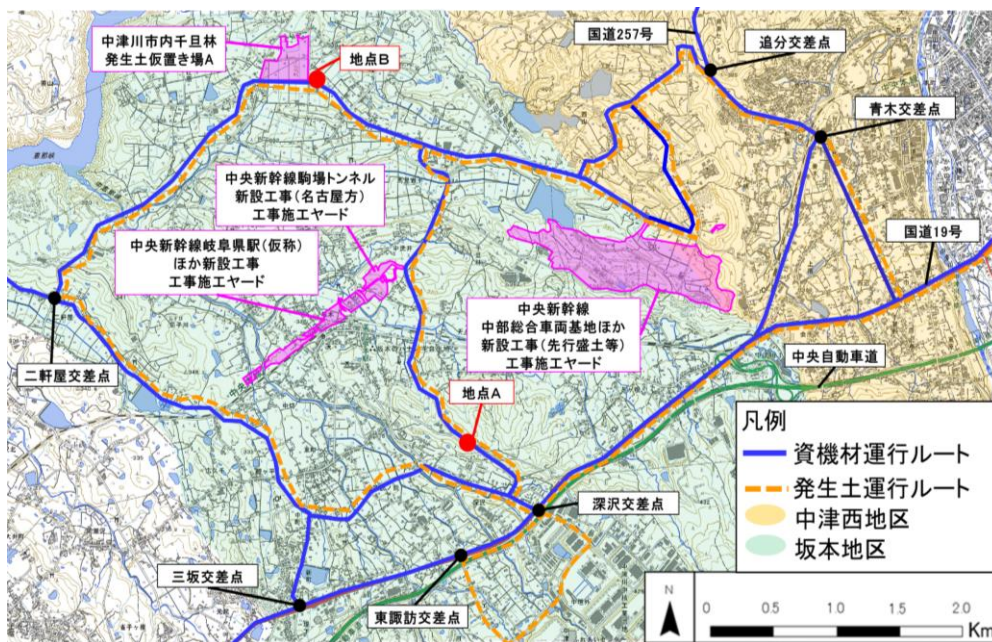 中津川市内千旦林
発生土仮置き場A
地点B
国道257号
追分交差点
青木交差点
中央新幹線駒場トンネル
新設工事(名古屋方)
工事施工ヤード
国道19号
中央新幹線岐阜県駅(仮称)
ほか新設工事
工事施工ヤード
中央新幹線
中部総合車両基地ほか
新設工事(先行盛土等)
工事施工ヤード
中央自動車道
二軒屋交差点
地点A
凡例
資機材運行ルート
発生土運行ルート
中津西地区
坂本地区
深沢交差点
三坂交差点
東諏訪交差点
N
0 0.5 1.0 2.0
Km